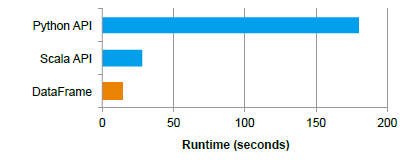 Python API
Scala API
DataFrame
0 50 100 150 200
Runtime (seconds)